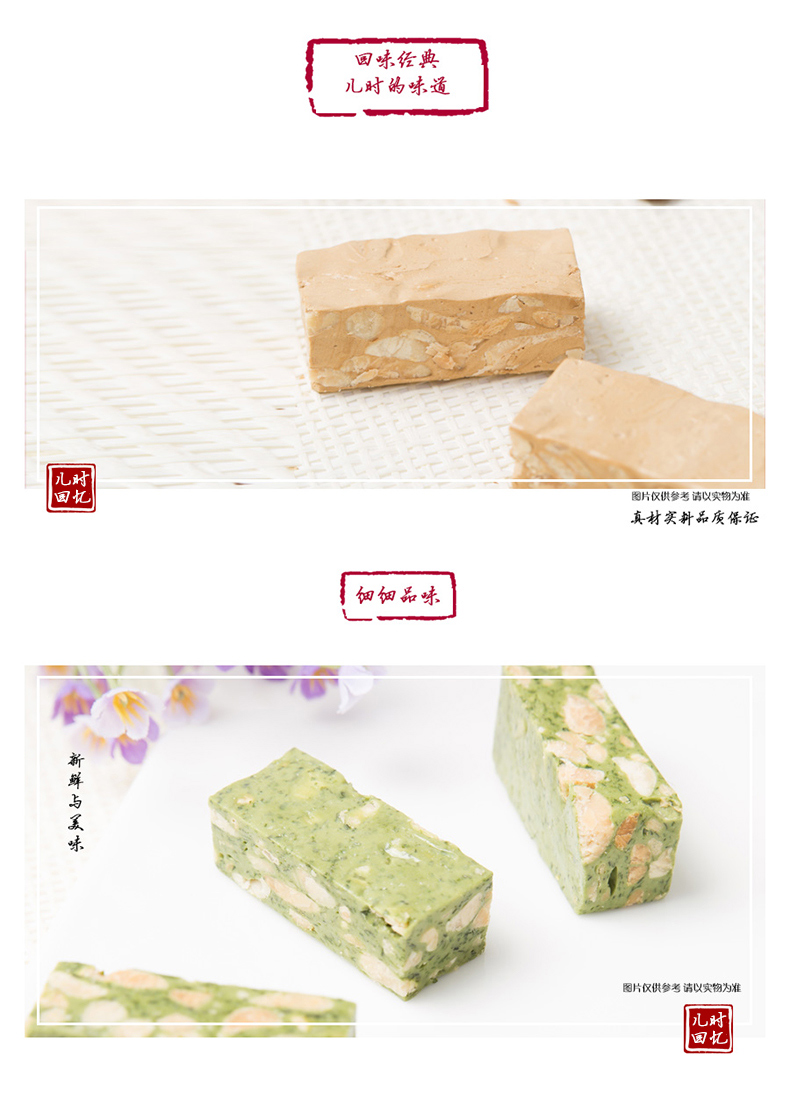 回味经典
儿时的味道
儿时
回忆
图片仅供参考 请以实物为准
真材实料品质保证
细细品味
新鲜与美味
图片仅供参考 请以实物为准
儿时
回忆